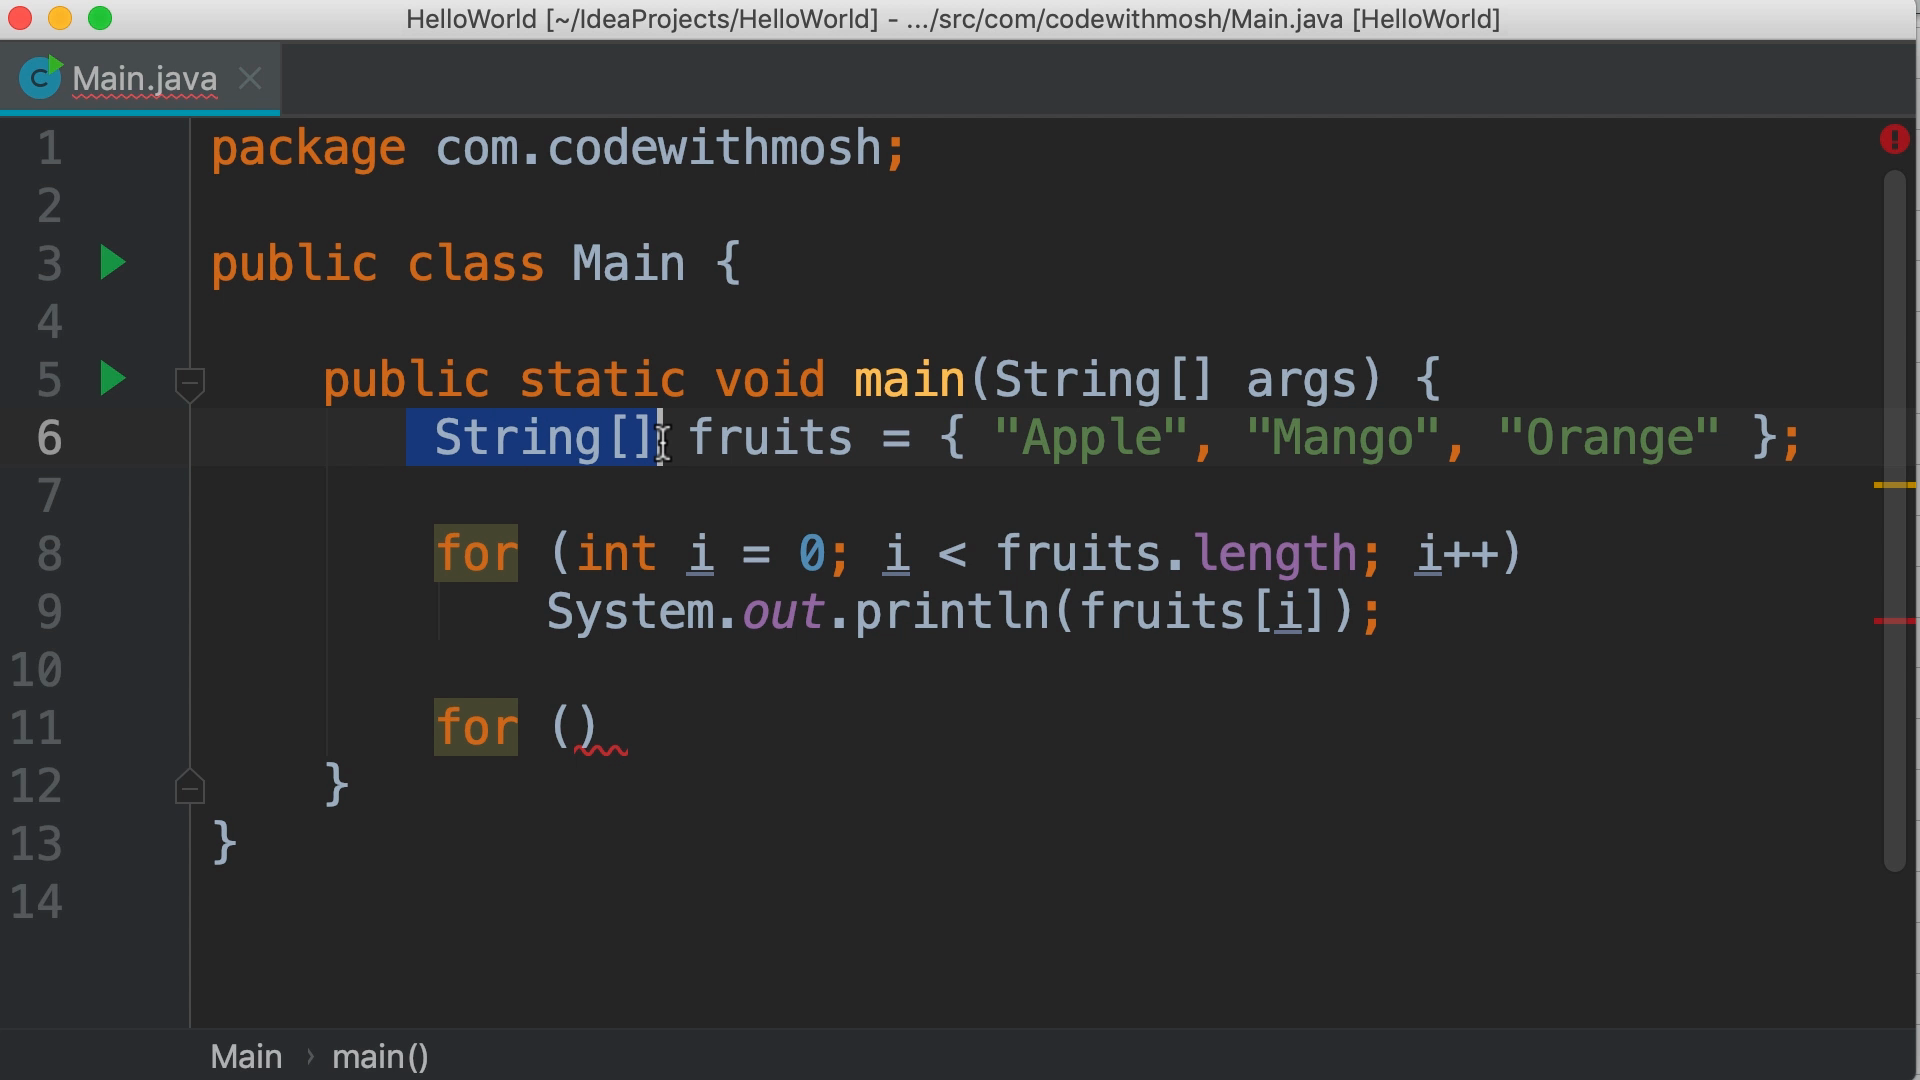 HelloWorld [~/IdeaProjects/HelloWorld] - .../src/com/codewithmosh/Main.java [HelloWorld]
C Main.java
1 package com.codewithmosh;
2
3 public class Main {
4
5 public static void main(String[] args) {
6 String[] fruits = { "Apple", "Mango", "Orange" };
7
8 for (int i = 0; i < fruits.length; i++)
9 System.out.println(fruits[i]);
10
11 for ()
12 }
13 }
14
Main › main()